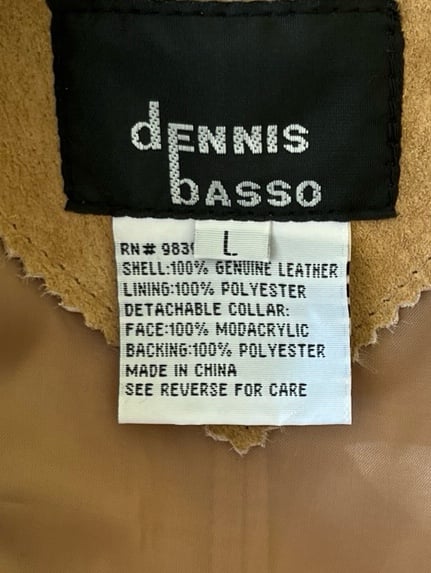 dENNIS
bASSO
L
RN# 983
SHELL:100% GENUINE LEATHER
LINING:100% POLYESTER
DETACHABLE COLLAR:
FACE:100% MODACRYLIC
BACKING:100% POLYESTER
MADE IN CHINA
SEE REVERSE FOR CARE